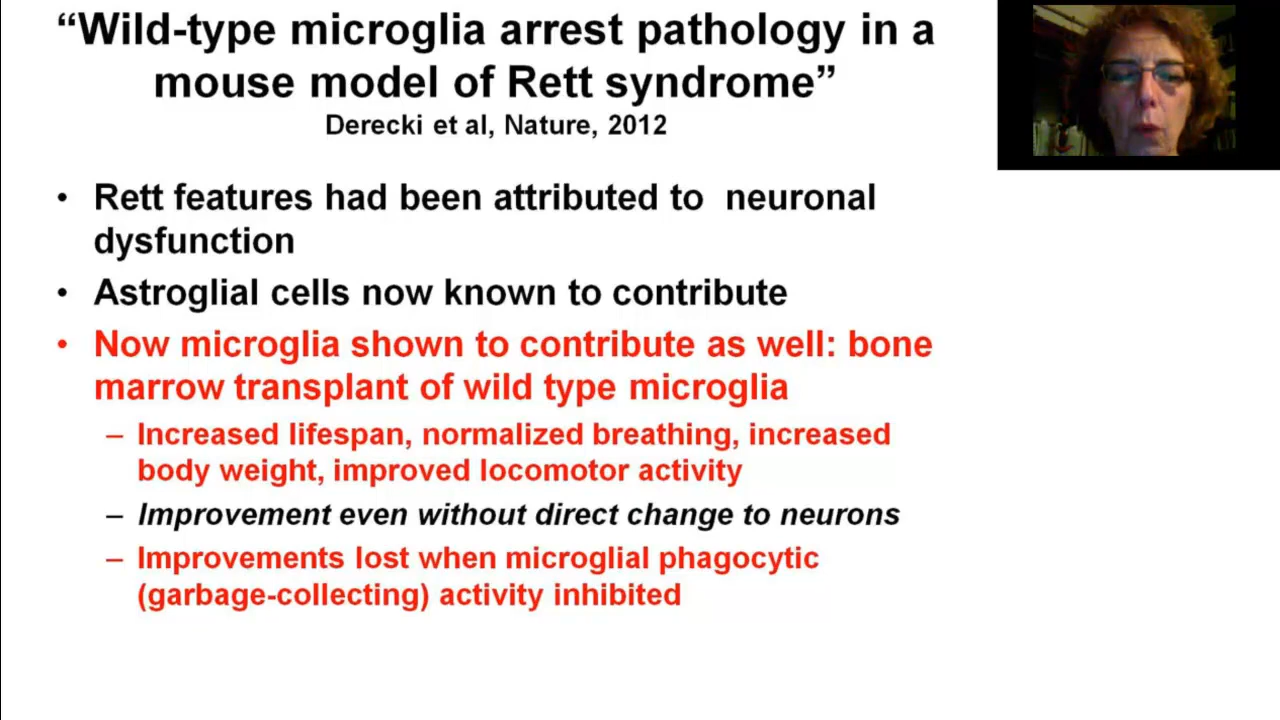 “Wild-type microglia arrest pathology in a
mouse model of Rett syndrome”
Derecki et al, Nature, 2012
• Rett features had been attributed to  neuronal
dysfunction
• Astroglial cells now known to contribute
• Now microglia shown to contribute as well: bone
marrow transplant of wild type microglia
– Increased lifespan, normalized breathing, increased
body weight, improved locomotor activity
– Improvement even without direct change to neurons
– Improvements lost when microglial phagocytic
(garbage-collecting) activity inhibited